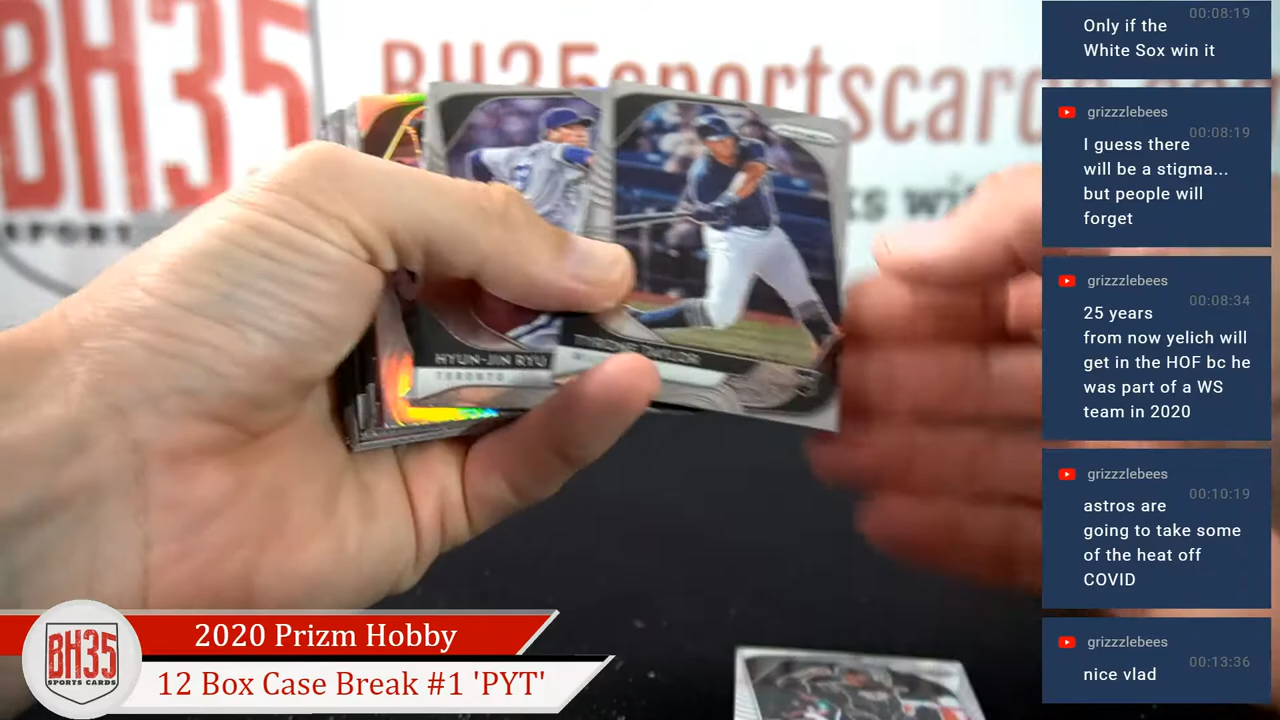 BH35
SPORTS
BH35sportscard
ks wi
HYUN-JIN RYU
TORONTO
TYRONE TAYLOR
2020 Prizm Hobby
12 Box Case Break #1 'PYT'
BH35
SPORTS CARDS
00:08:19
Only if the
White Sox win it
grizzzlebees
00:08:19
I guess there
will be a stigma...
but people will
forget
grizzzlebees
00:08:34
25 years
from now yelich will
get in the HOF bc he
was part of a WS
team in 2020
grizzzlebees
00:10:19
astros are
going to take some
of the heat off
COVID
grizzzlebees
00:13:36
nice vlad